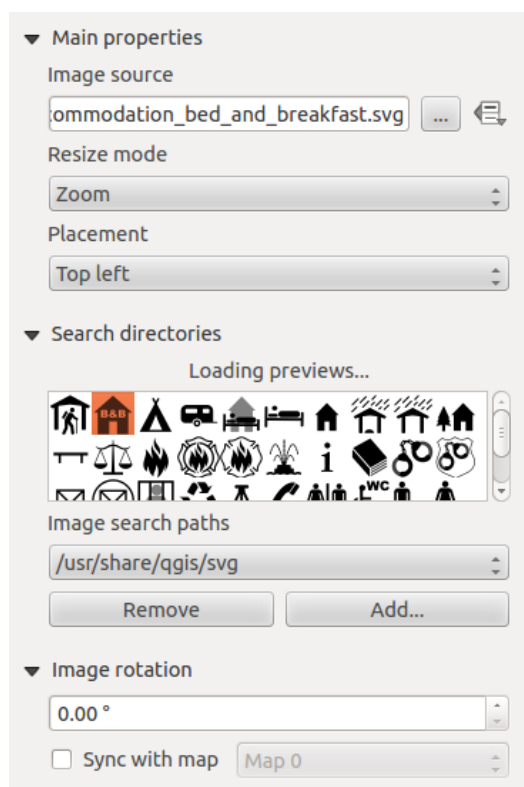 Main properties
Image source
ommodation_bed_and_breakfast.svg ...
Resize mode
Zoom
Placement
Top left
Search directories
Loading previews...
B&B
i
WC
Image search paths
/usr/share/qgis/svg
Remove Add...
Image rotation
0.00 °
Sync with map Map 0